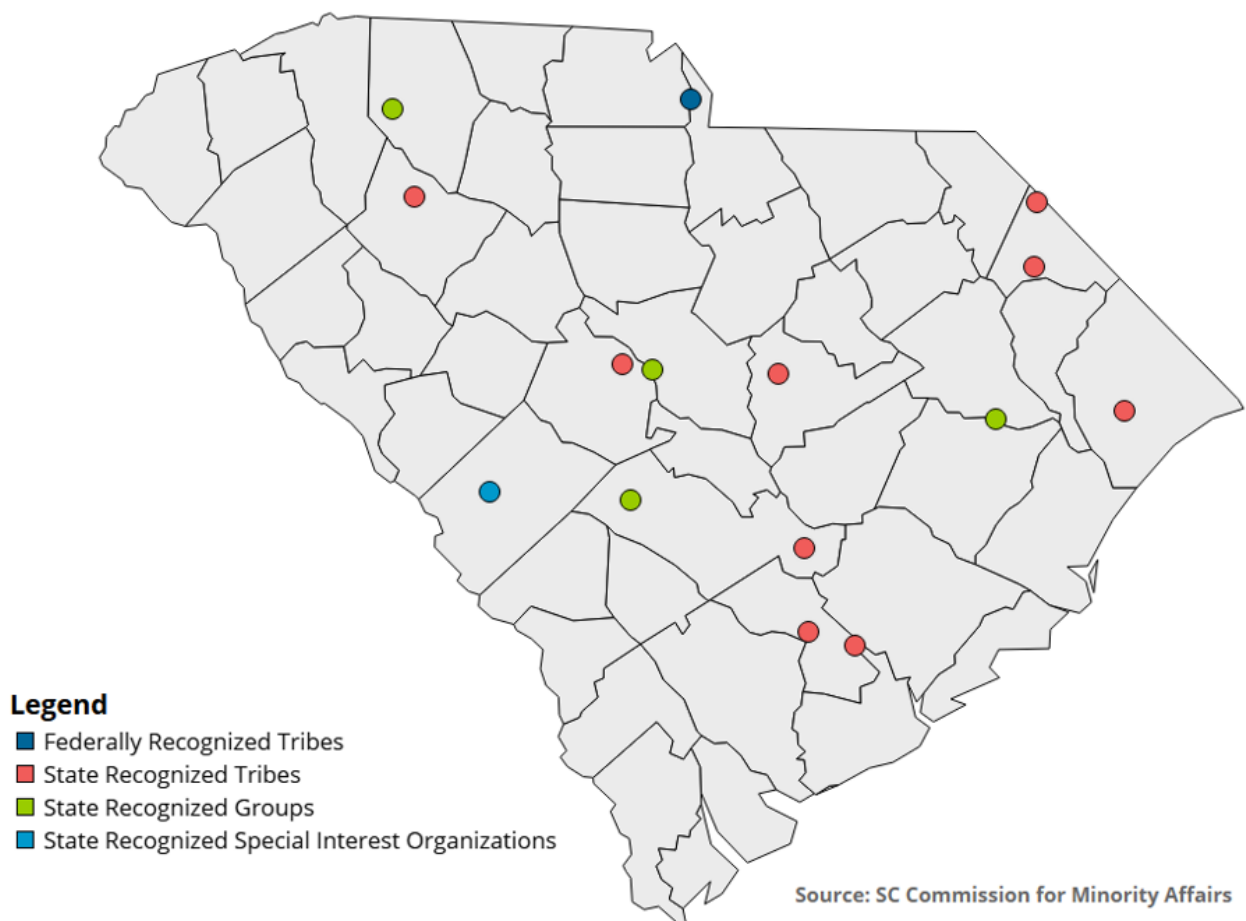 Legend
Federally Recognized Tribes
State Recognized Tribes
State Recognized Groups
State Recognized Special Interest Organizations
Source: SC Commission for Minority Affairs